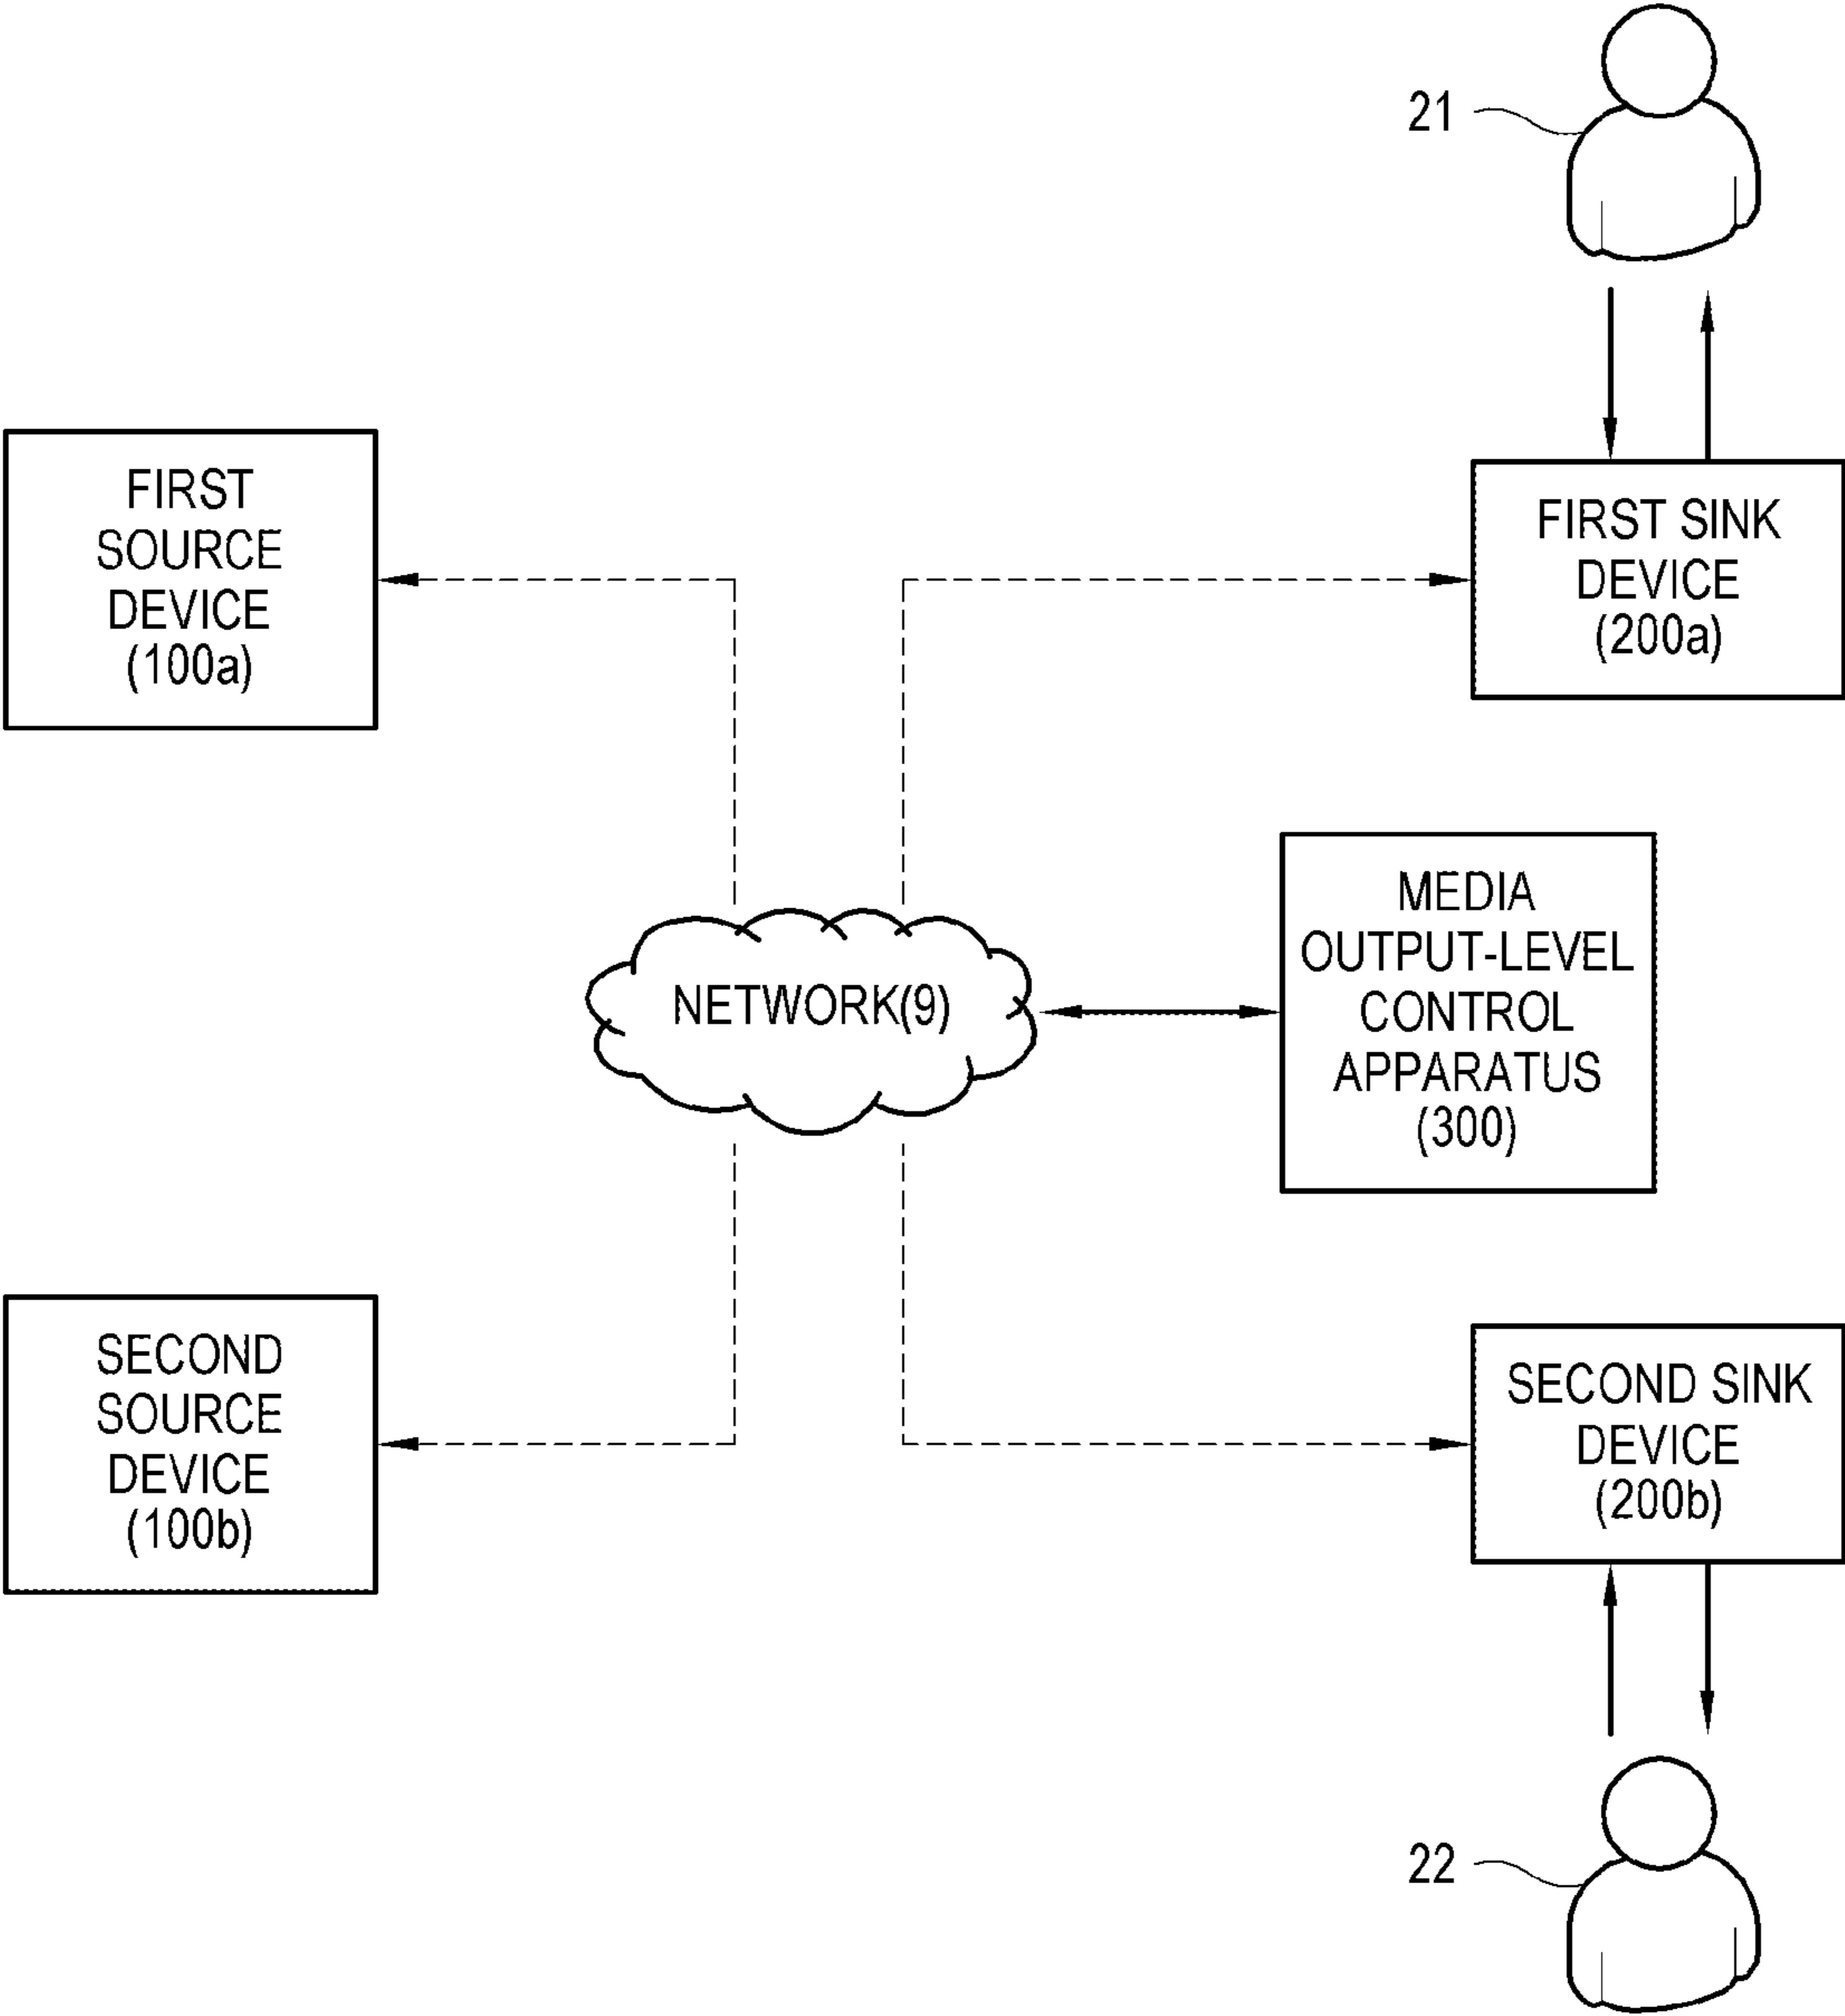 21
FIRST
SOURCE
DEVICE
(100a)
FIRST SINK
DEVICE
(200a)
MEDIA
OUTPUT-LEVEL
CONTROL
APPARATUS
(300)
NETWORK(9)
SECOND
SOURCE
DEVICE
(100b)
SECOND SINK
DEVICE
(200b)
22